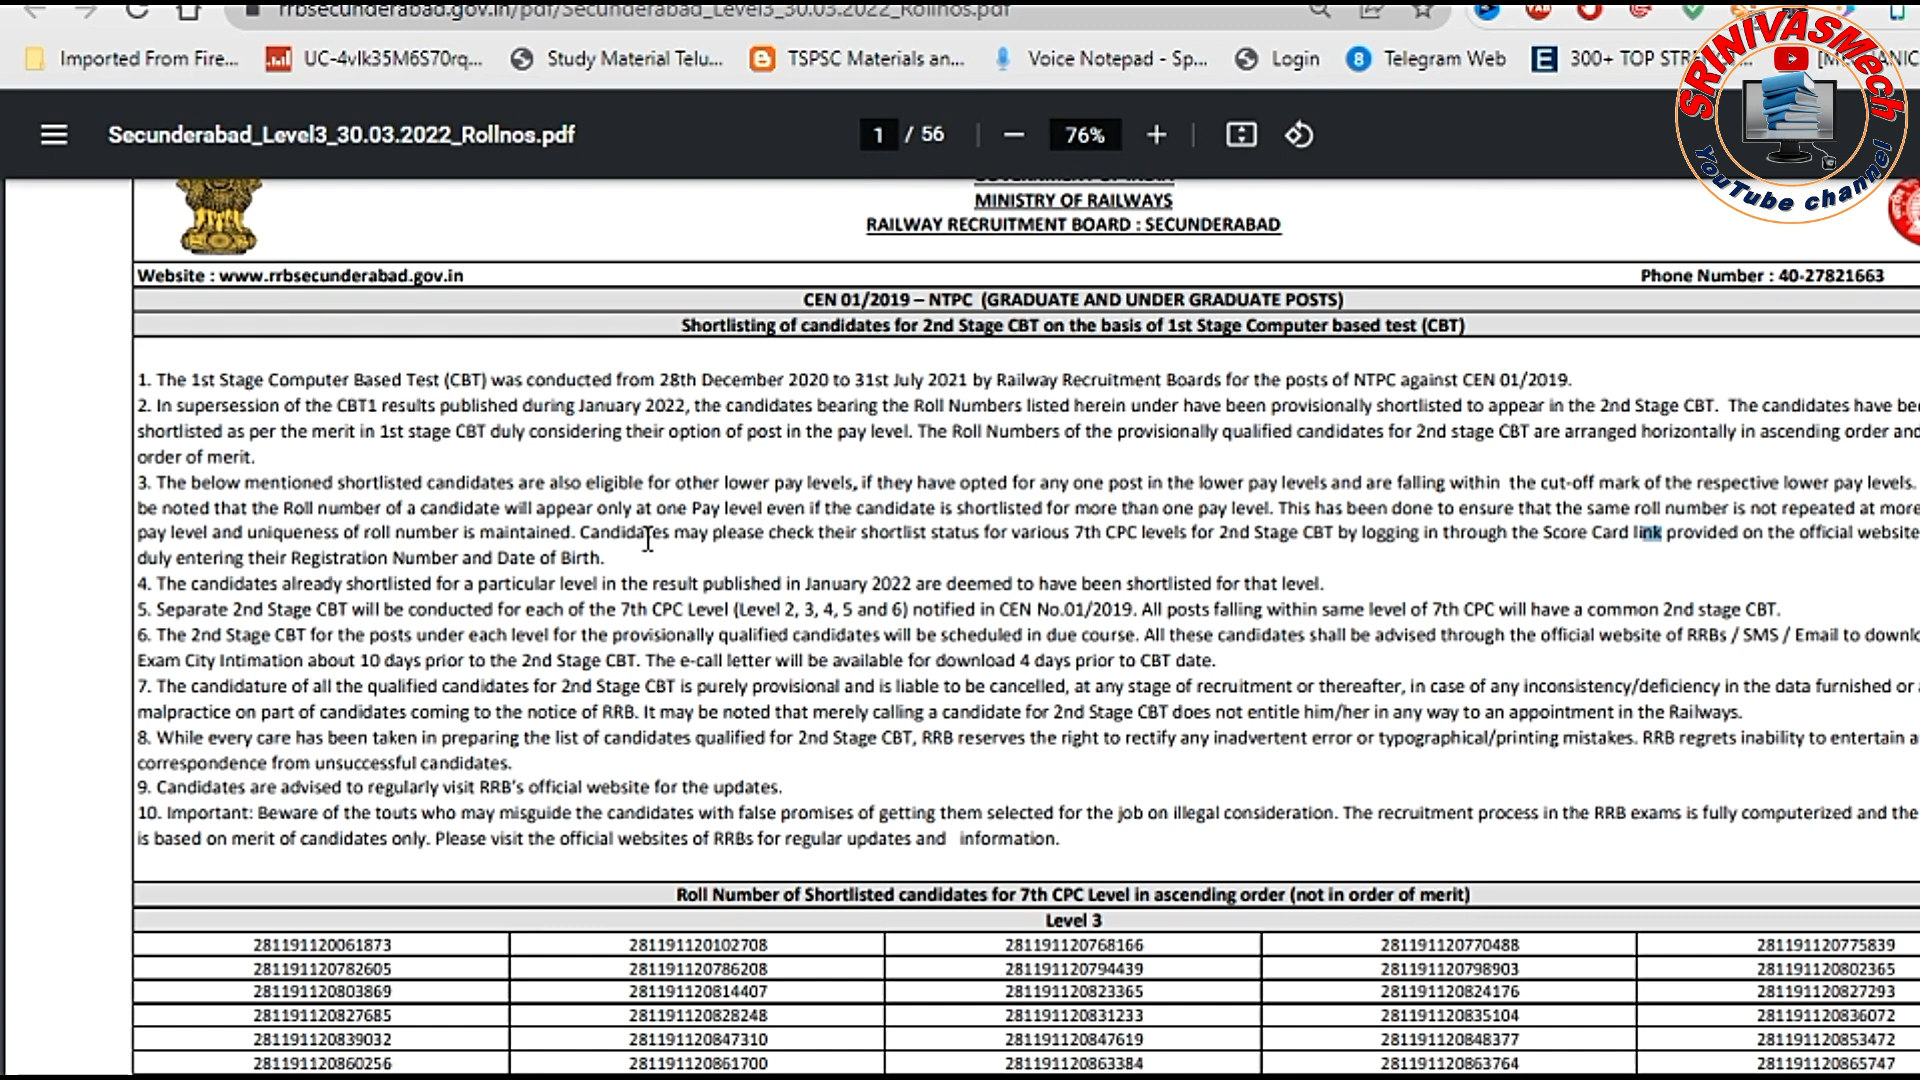 rrbsecunderabad.gov.in/pdf/Secunderabad_Level3_30.03.2022_Rollnos.pdf
Imported From Fire... UC-4vIk35M6S70rq... Study Material Telu... TSPSC Materials an... Voice Notepad - Sp... Login 8 Telegram Web E 300+ TOP
SRINIVASMech
YouTube channel
Secunderabad_Level3_30.03.2022_Rollnos.pdf 1 / 56 76%
GOVERNMENT OF INDIA
MINISTRY OF RAILWAYS
RAILWAY RECRUITMENT BOARD : SECUNDERABAD
Website : www.rrbsecunderabad.gov.in Phone Number : 40-27821663
CEN 01/2019 – NTPC (GRADUATE AND UNDER GRADUATE POSTS)
Shortlisting of candidates for 2nd Stage CBT on the basis of 1st Stage Computer based test (CBT)
1. The 1st Stage Computer Based Test (CBT) was conducted from 28th December 2020 to 31st July 2021 by Railway Recruitment Boards for the posts of NTPC against CEN 01/2019.
2. In supersession of the CBT1 results published during January 2022, the candidates bearing the Roll Numbers listed herein under have been provisionally shortlisted to appear in the 2nd Stage CBT. The candidates have
shortlisted as per the merit in 1st stage CBT duly considering their option of post in the pay level. The Roll Numbers of the provisionally qualified candidates for 2nd stage CBT are arranged horizontally in ascending order and
order of merit.
3. The below mentioned shortlisted candidates are also eligible for other lower pay levels, if they have opted for any one post in the lower pay levels and are falling within the cut-off mark of the respective lower pay levels.
be noted that the Roll number of a candidate will appear only at one Pay level even if the candidate is shortlisted for more than one pay level. This has been done to ensure that the same roll number is not repeated at more
pay level and uniqueness of roll number is maintained. Candidates may please check their shortlist status for various 7th CPC levels for 2nd Stage CBT by logging in through the Score Card link provided on the official website
duly entering their Registration Number and Date of Birth.
4. The candidates already shortlisted for a particular level in the result published in January 2022 are deemed to have been shortlisted for that level.
5. Separate 2nd Stage CBT will be conducted for each of the 7th CPC Level (Level 2, 3, 4, 5 and 6) notified in CEN No.01/2019. All posts falling within same level of 7th CPC will have a common 2nd stage CBT.
6. The 2nd Stage CBT for the posts under each level for the provisionally qualified candidates will be scheduled in due course. All these candidates shall be advised through the official website of RRBs / SMS / Email to
Exam City Intimation about 10 days prior to the 2nd Stage CBT. The e-call letter will be available for download 4 days prior to CBT date.
7. The candidature of all the qualified candidates for 2nd Stage CBT is purely provisional and is liable to be cancelled, at any stage of recruitment or thereafter, in case of any inconsistency/deficiency in the data furnished or
malpractice on part of candidates coming to the notice of RRB. It may be noted that merely calling a candidate for 2nd Stage CBT does not entitle him/her in any way to an appointment in the Railways.
8. While every care has been taken in preparing the list of candidates qualified for 2nd Stage CBT, RRB reserves the right to rectify any inadvertent error or typographical/printing mistakes. RRB regrets inability to entertain
correspondence from unsuccessful candidates.
9. Candidates are advised to regularly visit RRB's official website for the updates.
10. Important: Beware of the touts who may misguide the candidates with false promises of getting them selected for the job on illegal consideration. The recruitment process in the RRB exams is fully computerized and the
is based on merit of candidates only. Please visit the official websites of RRBs for regular updates and information.
Roll Number of Shortlisted candidates for 7th CPC Level in ascending order (not in order of merit)
Level 3
281191120061873 281191120102708 281191120768166 281191120770488 281191120775839
281191120782605 281191120786208 281191120794439 281191120798903 281191120802365
281191120803869 281191120814407 281191120823365 281191120824176 281191120827293
281191120827685 281191120828248 281191120831233 281191120835104 281191120836072
281191120839032 281191120847310 281191120847619 281191120848377 281191120853472
281191120860256 281191120861700 281191120863384 281191120863764 281191120865747